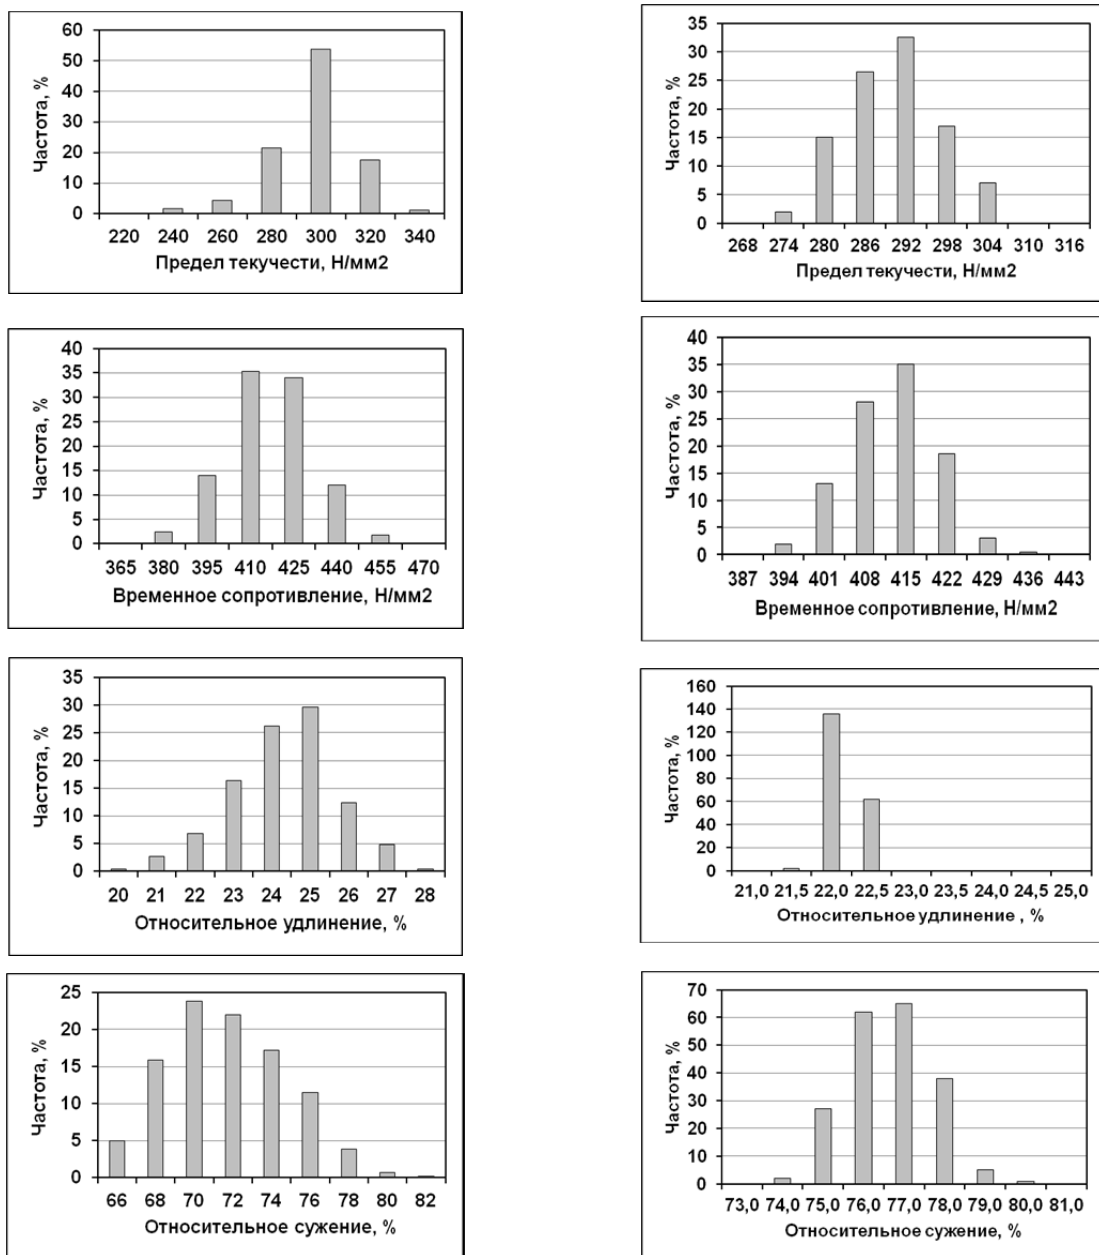 60
50
40
30
20
10
0
Частота, %
220 240 260 280 300 320 340
Предел текучести, Н/мм2
35
30
25
20
15
10
5
0
Частота, %
268 274 280 286 292 298 304 310 316
Предел текучести, Н/мм2
40
35
30
25
20
15
10
5
0
Частота, %
365 380 395 410 425 440 455 470
Временное сопротивление, Н/мм2
40
35
30
25
20
15
10
5
0
Частота, %
387 394 401 408 415 422 429 436 443
Временное сопротивление, Н/мм2
35
30
25
20
15
10
5
0
Частота, %
20 21 22 23 24 25 26 27 28
Относительное удлинение, %
160
140
120
100
80
60
40
20
0
Частота, %
21,0 21,5 22,0 22,5 23,0 23,5 24,0 24,5 25,0
Относительное удлинение , %
25
20
15
10
5
0
Частота, %
66 68 70 72 74 76 78 80 82
Относительное сужение, %
70
60
50
40
30
20
10
0
Частота, %
73,0 74,0 75,0 76,0 77,0 78,0 79,0 80,0 81,0
Относительное сужение, %